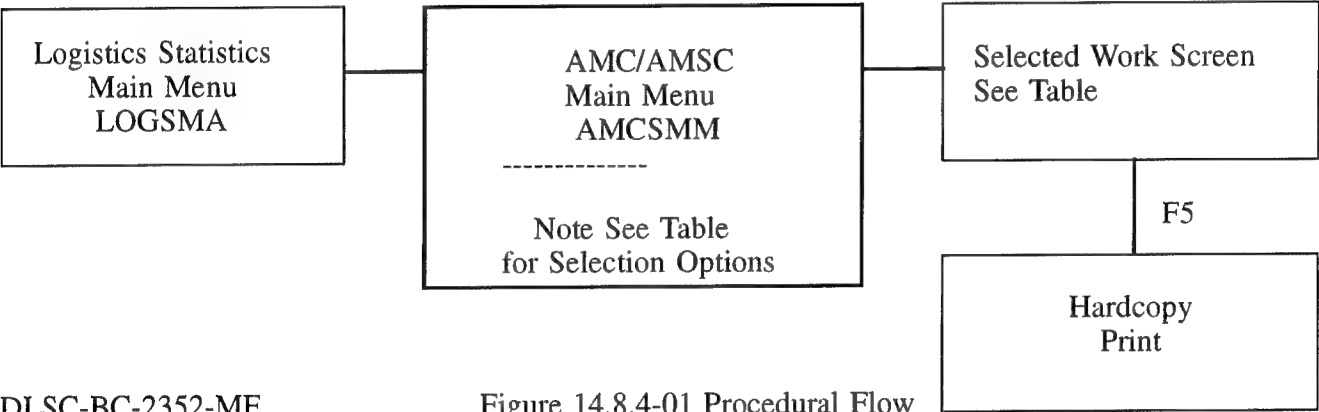 Logistics Statistics
Main Menu
LOGSMA
AMC/AMSC
Main Menu
AMCSMM
--------------
Note See Table
for Selection Options
Selected Work Screen
See Table
F5
Hardcopy
Print
DLSC-BC-2352-ME
Figure 14.8.4-01 Procedural Flow